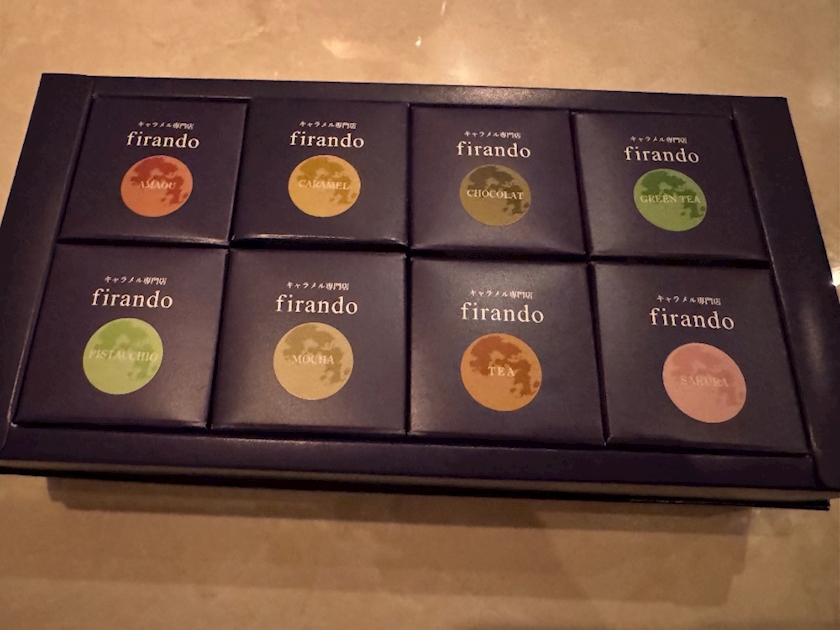 キャラメル専門店
firando
AMAOU
キャラメル専門店
firando
CARAMEL
キャラメル専門店
firando
CHOCOLAT
キャラメル専門店
firando
GREEN TEA
キャラメル専門店
firando
PISTACCHIO
キャラメル専門店
firando
MOCHA
キャラメル専門店
firando
TEA
キャラメル専門店
firando
SAKURA